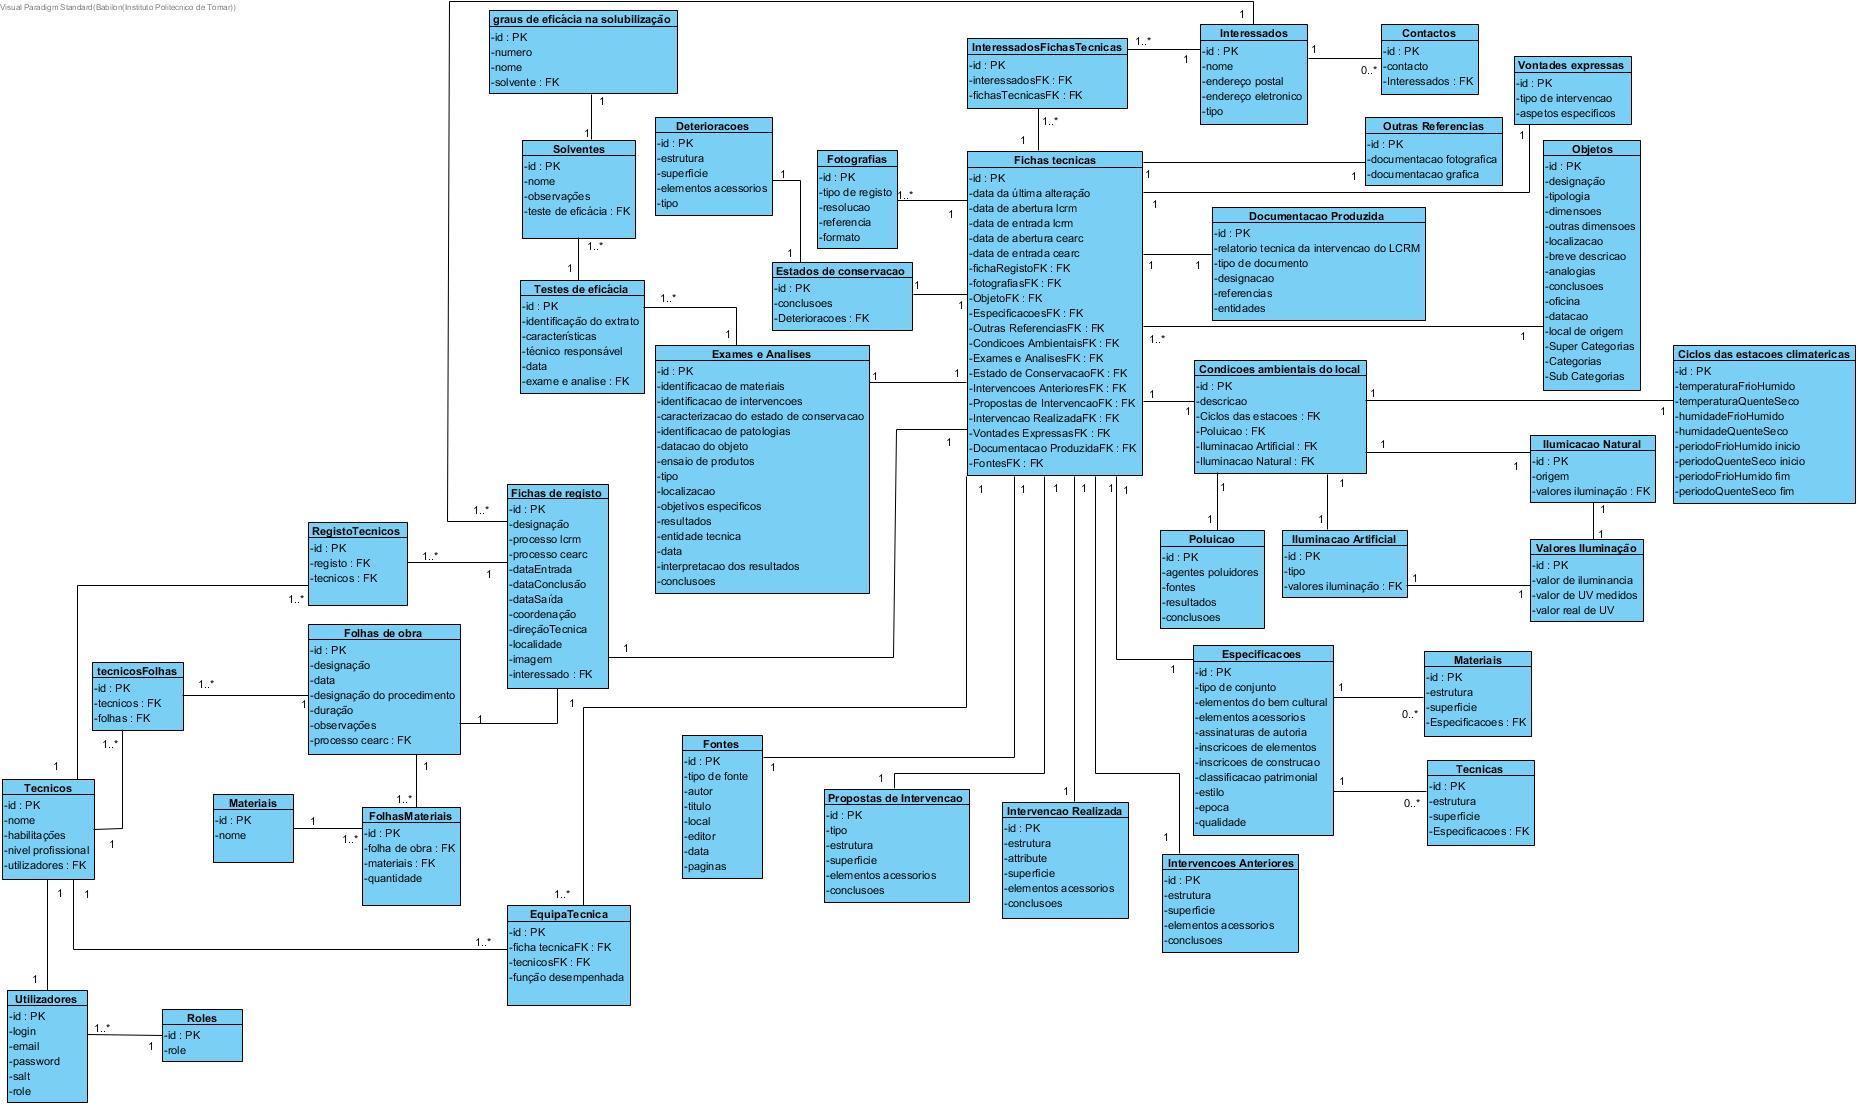 Visual Paradigm Standard(Babilon(Instituto Politecnico de Tomar))
graus de eficácia na solubilização
-id : PK
-numero
-nome
-solvente : FK
1
1
Solventes
-id : PK
-nome
-observações
-teste de eficácia : FK
1..*
1
Testes de eficácia
-id : PK
-identificação do extrato
-características
-técnico responsável
-data
-exame e analise : FK
1..*
1
Deterioracoes
-id : PK
-estrutura
-superficie
-elementos acessorios
-tipo
1
1
Fotografias
-id : PK
-tipo de registo
-resolucao
-referencia
-formato
1..*
1
Estados de conservacao
-id : PK
-conclusoes
-Deterioracoes : FK
1
1
Exames e Analises
-id : PK
-identificacao de materiais
-identificacao de intervencoes
-caracterizacao do estado de conservacao
-identificacao de patologias
-datacao do objeto
-ensaio de produtos
-tipo
-localizacao
-objetivos especificos
-resultados
-entidade tecnica
-data
-interpretacao dos resultados
-conclusoes
1
1
InteressadosFichasTecnicas
-id : PK
-interessadosFK : FK
-fichasTecnicasFK : FK
1..*
1
1..*
1
1
Interessados
-id : PK
-nome
-endereço postal
-endereço eletronico
-tipo
1
0..*
Contactos
-id : PK
-contacto
-Interessados : FK
Vontades expressas
-id : PK
-tipo de intervencao
-aspetos especificos
1
1
Outras Referencias
-id : PK
-documentacao fotografica
-documentacao grafica
1
1
Objetos
-id : PK
-designação
-tipologia
-dimensoes
-outras dimensoes
-localizacao
-breve descricao
-analogias
-conclusoes
-oficina
-datacao
-local de origem
-Super Categorias
-Categorias
-Sub Categorias
1
1..*
Fichas tecnicas
-id : PK
-data da última alteração
-data de abertura lcrm
-data de entrada lcrm
-data de abertura cearc
-data de entrada cearc
-fichaRegistoFK : FK
-fotografiasFK : FK
-ObjetoFK : FK
-EspecificacoesFK : FK
-Outras ReferenciasFK : FK
-Condicoes AmbientaisFK : FK
-Exames e AnalisesFK : FK
-Estado de ConservacaoFK : FK
-Intervencoes AnterioresFK : FK
-Propostas de IntervencaoFK : FK
-Intervencao RealizadaFK : FK
-Vontades ExpressasFK : FK
-Documentacao ProduzidaFK : FK
-FontesFK : FK
1
1
1
1
1
1
1
Documentacao Produzida
-id : PK
-relatorio tecnica da intervencao do LCRM
-tipo de documento
-designacao
-referencias
-entidades
1
1
Condicoes ambientais do local
-id : PK
-descricao
-Ciclos das estacoes : FK
-Poluicao : FK
-Iluminacao Artificial : FK
-Iluminacao Natural : FK
1
1
1
1
1
1
1
1
1
1
Ciclos das estacoes climatericas
-id : PK
-temperaturaFrioHumido
-temperaturaQuenteSeco
-humidadeFrioHumido
-humidadeQuenteSeco
-periodoFrioHumido inicio
-periodoQuenteSeco inicio
-periodoFrioHumido fim
-periodoQuenteSeco fim
Ilumicacao Natural
-id : PK
-origem
-valores iluminação : FK
1
1
Poluicao
-id : PK
-agentes poluidores
-fontes
-resultados
-conclusoes
Iluminacao Artificial
-id : PK
-tipo
-valores iluminação : FK
1
1
Valores Iluminação
-id : PK
-valor de iluminancia
-valor de UV medidos
-valor real de UV
Fichas de registo
-id : PK
-designação
-processo lcrm
-processo cearc
-dataEntrada
-dataConclusão
-dataSaída
-coordenação
-direçãoTecnica
-localidade
-imagem
-interessado : FK
1..*
1
1
1
RegistoTecnicos
-id : PK
-registo : FK
-tecnicos : FK
1..*
1..*
Folhas de obra
-id : PK
-designação
-data
-designação do procedimento
-duração
-observações
-processo cearc : FK
1
1
1
tecnicosFolhas
-id : PK
-tecnicos : FK
-folhas : FK
1..*
1..*
Tecnicos
-id : PK
-nome
-habilitações
-nivel profissional
-utilizadores : FK
1
1
1
1
Materiais
-id : PK
-nome
1
1..*
1..*
FolhasMateriais
-id : PK
-folha de obra : FK
-materiais : FK
-quantidade
EquipaTecnica
-id : PK
-ficha tecnicaFK : FK
-tecnicosFK : FK
-função desempenhada
1..*
1..*
Fontes
-id : PK
-tipo de fonte
-autor
-titulo
-local
-editor
-data
-paginas
1
Propostas de Intervencao
-id : PK
-tipo
-estrutura
-superficie
-elementos acessorios
-conclusoes
1
Intervencao Realizada
-id : PK
-estrutura
-attribute
-superficie
-elementos acessorios
-conclusoes
1
Intervencoes Anteriores
-id : PK
-estrutura
-superficie
-elementos acessorios
-conclusoes
1
Especificacoes
-id : PK
-tipo de conjunto
-elementos do bem cultural
-elementos acessorios
-assinaturas de autoria
-inscricoes de elementos
-inscricoes de construcao
-classificacao patrimonial
-estilo
-epoca
-qualidade
1
1
0..*
1
0..*
Materiais
-id : PK
-estrutura
-superficie
-Especificacoes : FK
Tecnicas
-id : PK
-estrutura
-superficie
-Especificacoes : FK
Utilizadores
-id : PK
-login
-email
-password
-salt
-role
1
1..*
1
Roles
-id : PK
-role